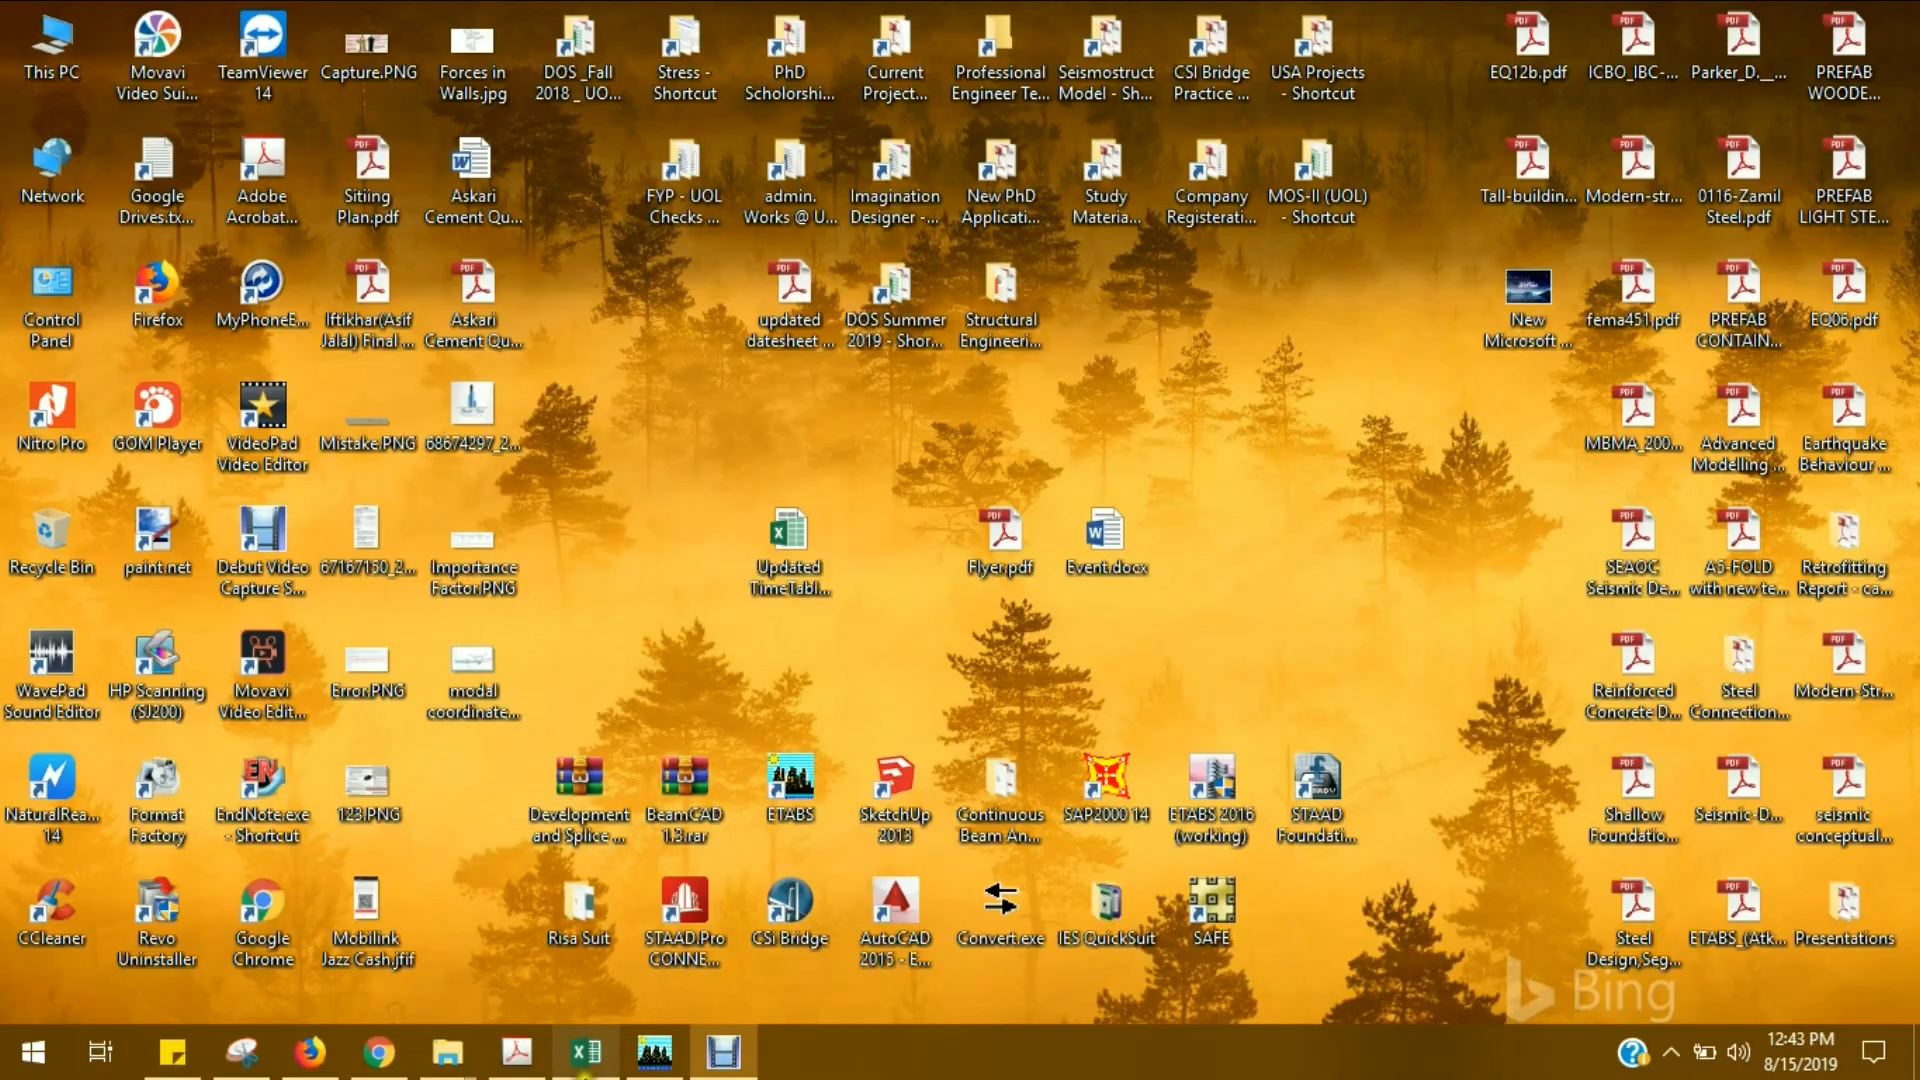 This PC
Movavi
Video Sui...
TeamViewer
14
Capture.PNG
Forces in
Walls.jpg
DOS _Fall
2018 _ UO...
Stress -
Shortcut
PhD
Scholorshi...
Current
Project...
Professional
Engineer Te...
Seismostruct
Model - Sh...
CSI Bridge
Practice ...
USA Projects
- Shortcut
EQ12b.pdf
ICBO_IBC-...
Parker_D.__...
PREFAB
WOODE...
Network
Google
Drives.tx...
Adobe
Acrobat...
Sitiing
Plan.pdf
Askari
Cement Qu...
FYP - UOL
Checks ...
admin.
Works @ U...
Imagination
Designer -...
New PhD
Applicati...
Study
Materia...
Company
Registerati...
MOS-II (UOL)
- Shortcut
Tall-buildin...
Modern-str...
0116-Zamil
Steel.pdf
PREFAB
LIGHT STE...
Control
Panel
Firefox
MyPhoneE...
Iftikhar(Asif
Jalal) Final ...
Askari
Cement Qu...
updated
datesheet ...
DOS Summer
2019 - Shor...
Structural
Engineeri...
New
Microsoft ...
fema451.pdf
PREFAB
CONTAIN...
EQ06.pdf
Nitro Pro
GOM Player
VideoPad
Video Editor
Mistake.PNG
68674297_2...
MBMA_200...
Advanced
Modelling ...
Earthquake
Behaviour ...
Recycle Bin
paint.net
Debut Video
Capture S...
67167150_2...
Importance
Factor.PNG
Updated
TimeTabl...
Flyer.pdf
Event.docx
SEAOC
Seismic De...
A5-FOLD
with new te...
Retrofitting
Report - ca...
WavePad
Sound Editor
HP Scanning
(SJ200)
Movavi
Video Edit...
Error.PNG
modal
coordinate...
Reinforced
Concrete D...
Steel
Connection...
Modern-Str...
NaturalRea...
14
Format
Factory
EndNote.exe
- Shortcut
123.PNG
Development
and Splice ...
BeamCAD
1.3.rar
ETABS
SketchUp
2013
Continuous
Beam An...
SAP2000 14
ETABS 2016
(working)
STAAD
Foundati...
Shallow
Foundatio...
Seismic-D...
seismic
conceptual...
CCleaner
Revo
Uninstaller
Google
Chrome
Mobilink
Jazz Cash.jfif
Risa Suit
STAAD.Pro
CONNE...
CSi Bridge
AutoCAD
2015 - E...
Convert.exe
IES QuickSuit
SAFE
Steel
Design,Seg...
ETABS_(Atk...
Presentations
Bing
12:43 PM
8/15/2019